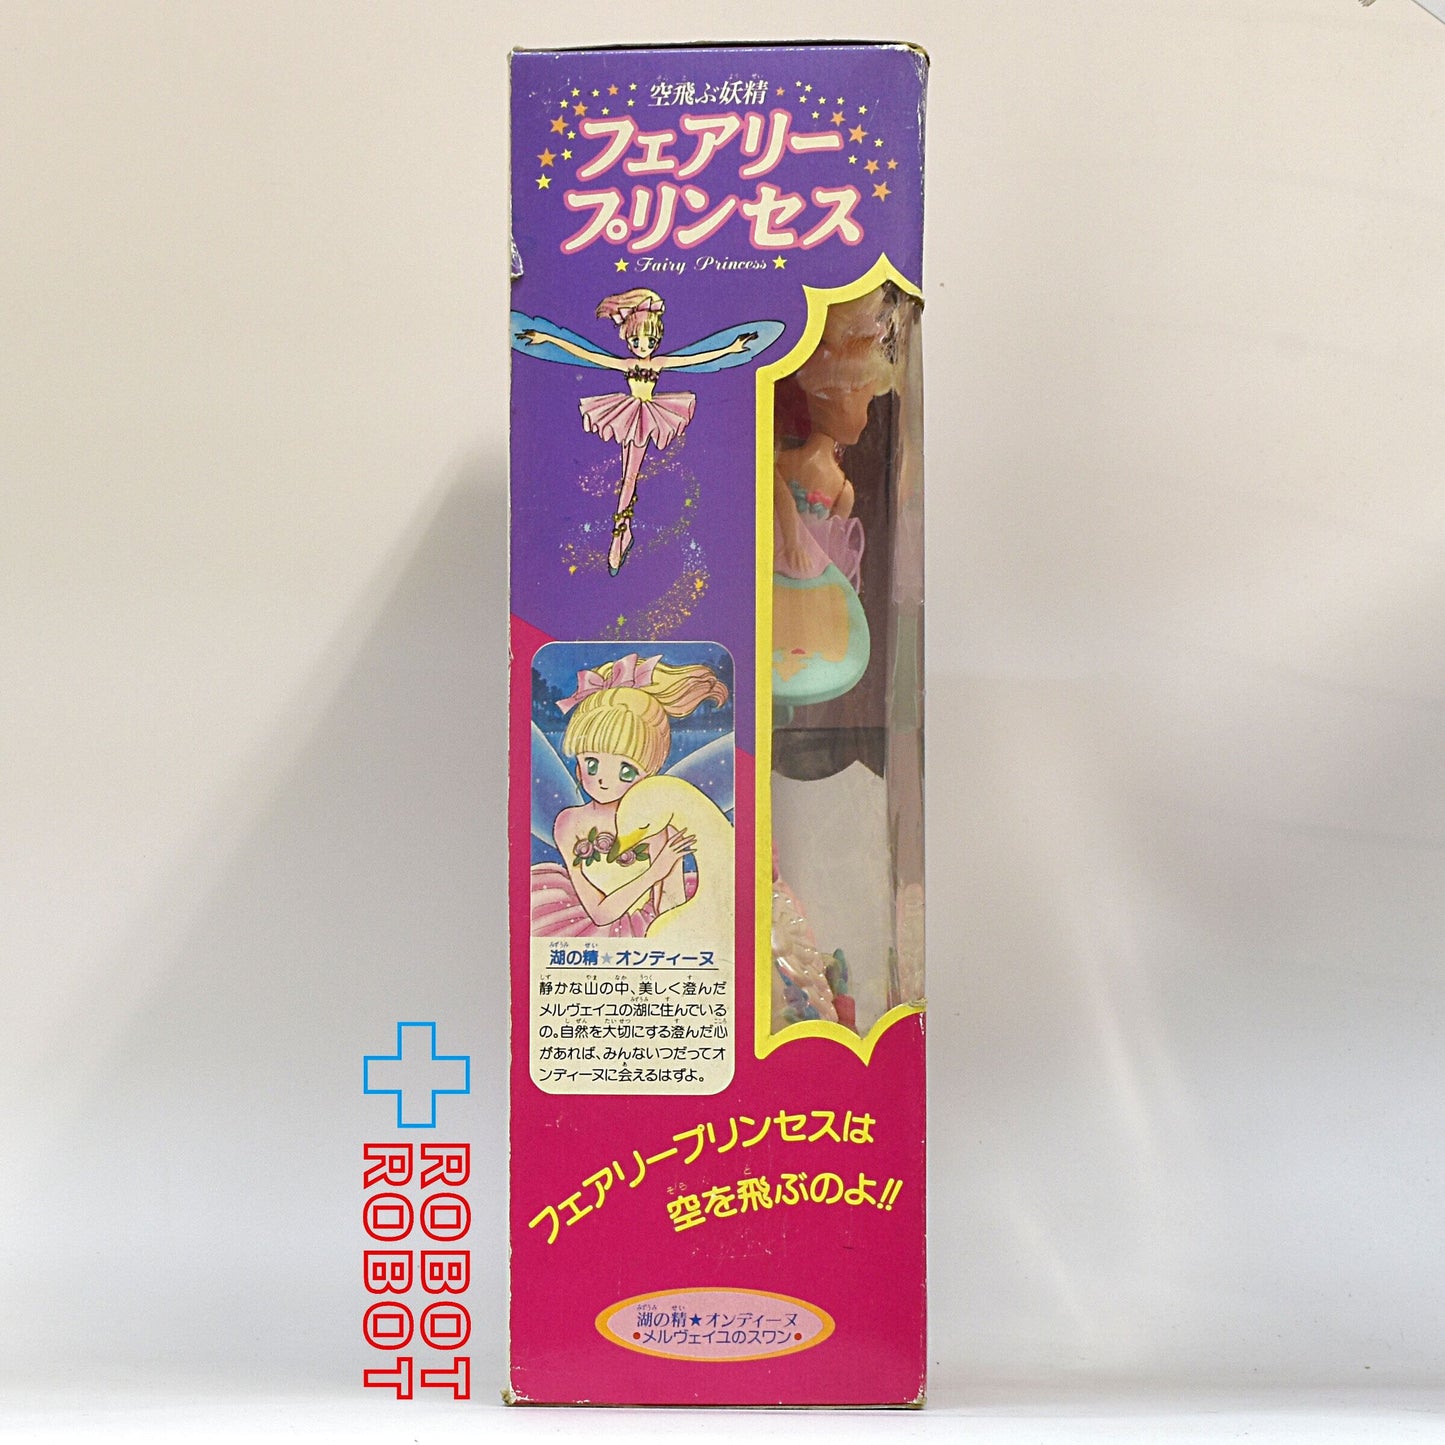 空飛ぶ妖精
フェアリー
プリンセス
Fairy Princess
湖の精★オンディーヌ
静かな山の中、美しく澄んだ
メルヴェイユの湖に住んでいる
の。自然を大切にする澄んだ心
があれば、みんないつだってオ
ンディーヌに会えるはずよ。
フェアリープリンセスは
空を飛ぶのよ!!
湖の精★オンディーヌ
●メルヴェイユのスワン●
ROBOT
ROBOT